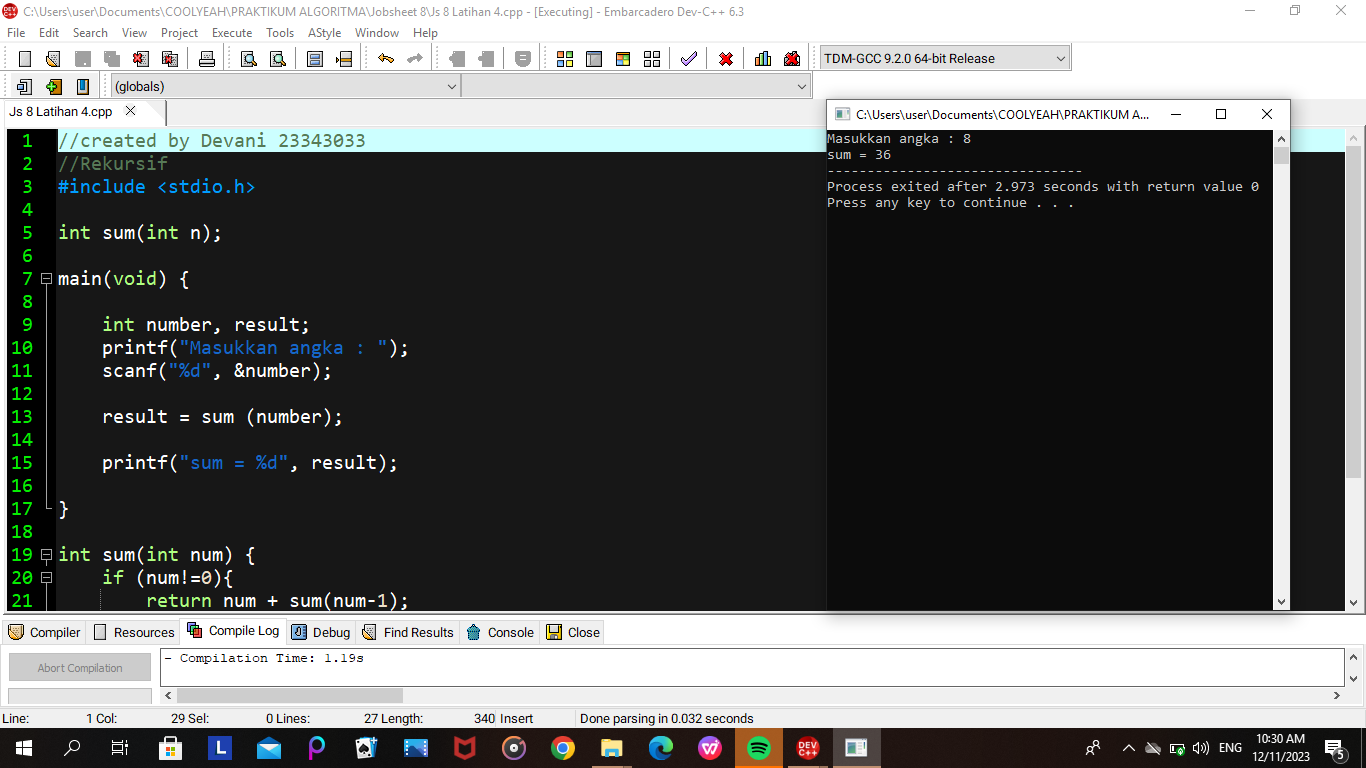 C:\Users\user\Documents\COOLYEAH\PRAKTIKUM ALGORITMA\Jobsheet 8\Js 8 Latihan 4.cpp - [Executing] - Embarcadero Dev-C++ 6.3
File Edit Search View Project Execute Tools AStyle Window Help
TDM-GCC 9.2.0 64-bit Release
(globals)
Js 8 Latihan 4.cpp
1 //created by Devani 23343033
2 //Rekursif
3 #include <stdio.h>
4
5 int sum(int n);
6
7 main(void) {
8
9 int number, result;
10 printf("Masukkan angka : ");
11 scanf("%d", &number);
12
13 result = sum (number);
14
15 printf("sum = %d", result);
16
17 }
18
19 int sum(int num) {
20 if (num!=0){
21 return num + sum(num-1);
C:\Users\user\Documents\COOLYEAH\PRAKTIKUM A...
Masukkan angka : 8
sum = 36
--------------------------------
Process exited after 2.973 seconds with return value 0
Press any key to continue . . .
Compiler Resources Compile Log Debug Find Results Console Close
Abort Compilation
- Compilation Time: 1.19s
Line: 1 Col: 29 Sel: 0 Lines: 27 Length: 340 Insert Done parsing in 0.032 seconds
L
DEV C++
ENG
10:30 AM
12/11/2023
5